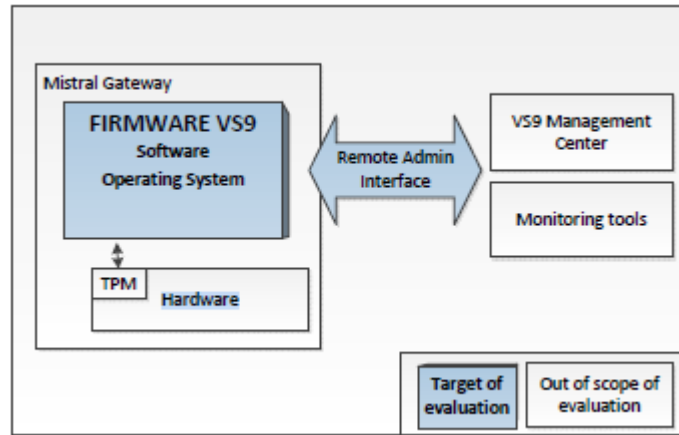 Mistral Gateway
FIRMWARE VS9
Software
Operating System
TPM
Hardware
Remote Admin
Interface
VS9 Management
Center
Monitoring tools
Target of
evaluation
Out of scope of
evaluation